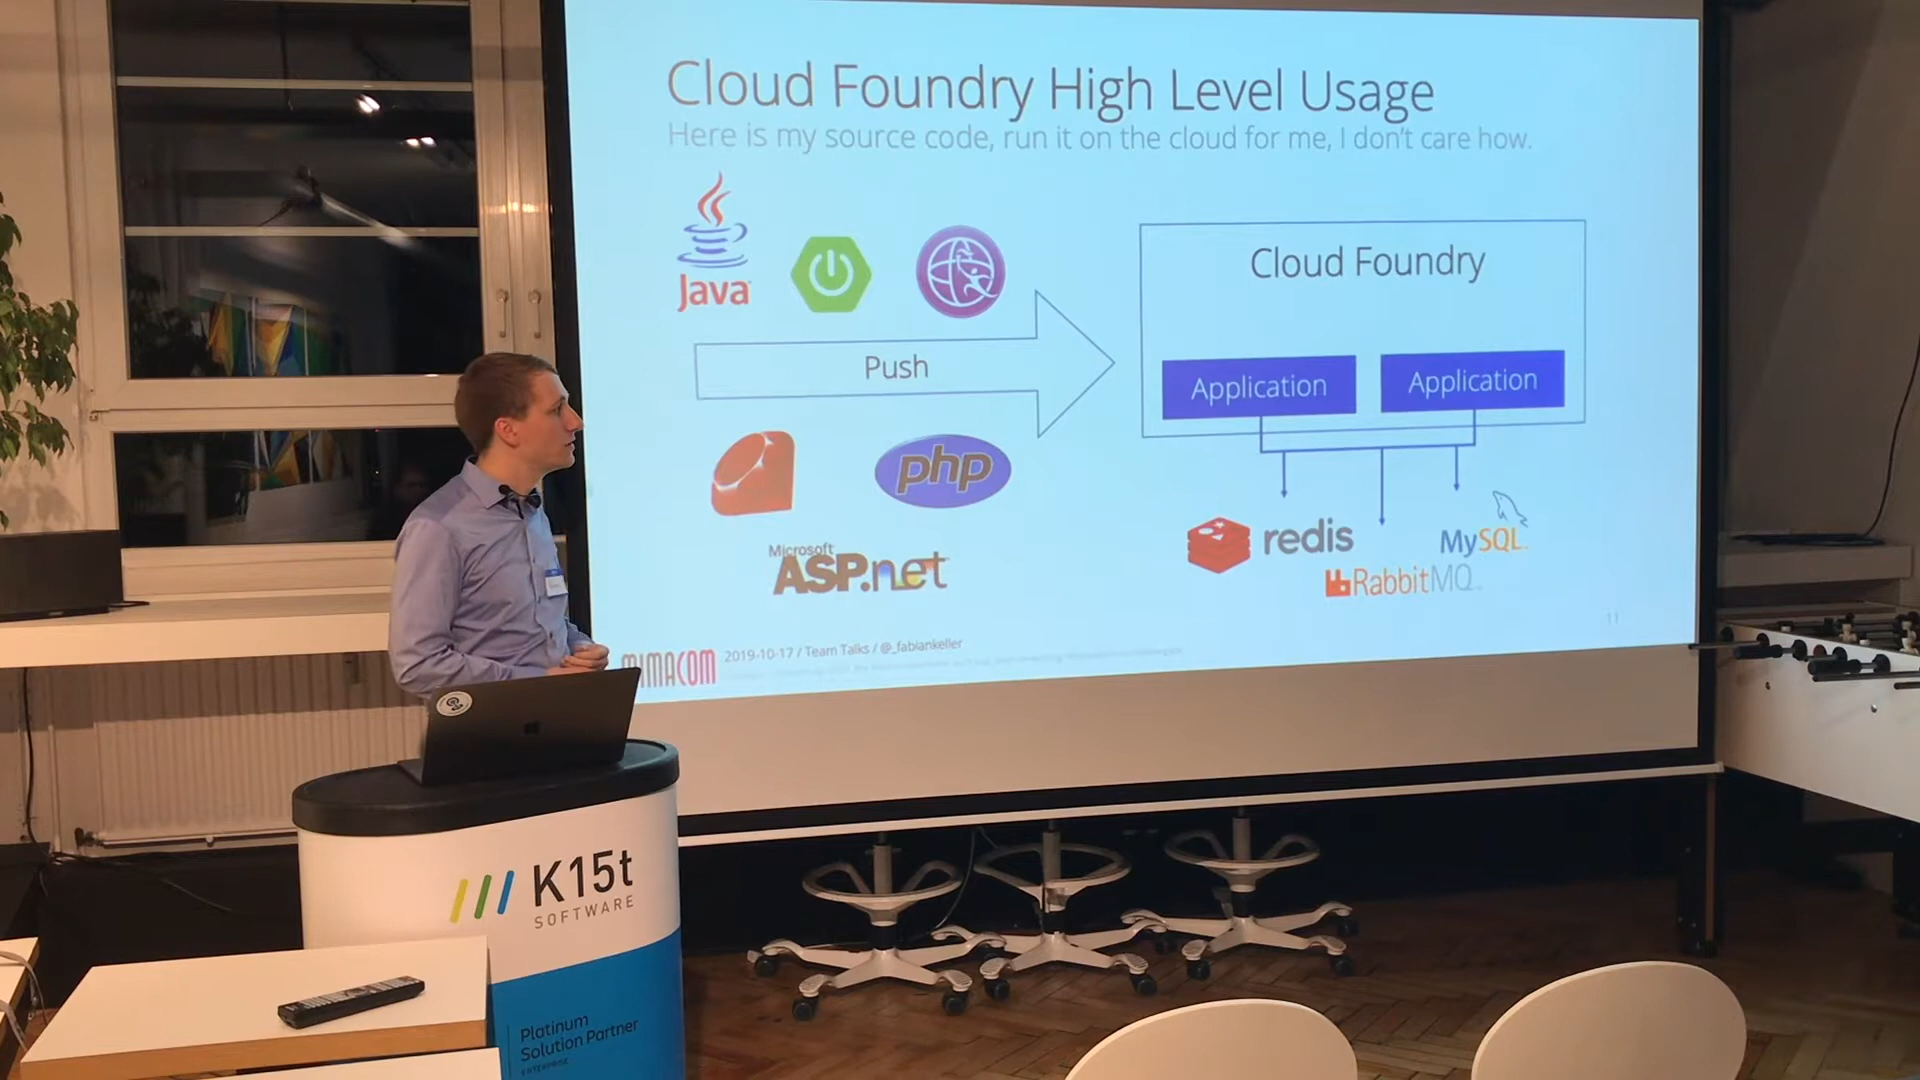 Cloud Foundry High Level Usage
Here is my source code, run it on the cloud for me, I don't care how.
Java
Cloud Foundry
Push
Application
Application
php
redis
MySQL
RabbitMQ
Microsoft
ASP.net
11
MIMACOM
2019-10-17 / Team Talks / @_fabiankeller
K15t
SOFTWARE
Platinum
Solution Partner
ENTERPRISE